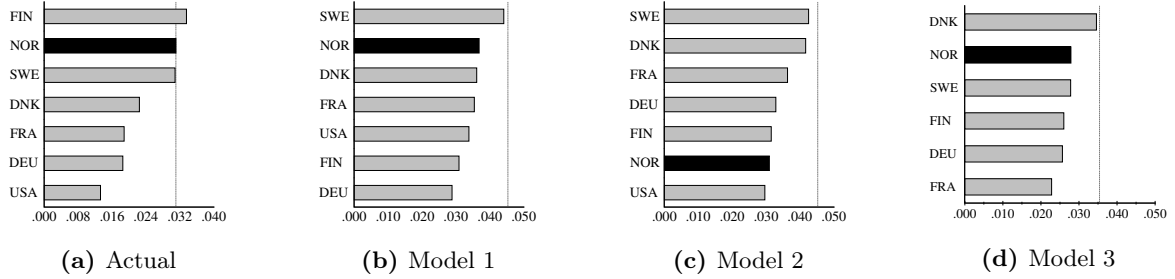 FIN
NOR
SWE
DNK
FRA
DEU
USA
.000 .008 .016 .024 .032 .040
(a) Actual
SWE
NOR
DNK
FRA
USA
FIN
DEU
.000 .010 .020 .030 .040 .050
(b) Model 1
SWE
DNK
FRA
DEU
FIN
NOR
USA
.000 .010 .020 .030 .040 .050
(c) Model 2
DNK
NOR
SWE
FIN
DEU
FRA
.000 .010 .020 .030 .040 .050
(d) Model 3